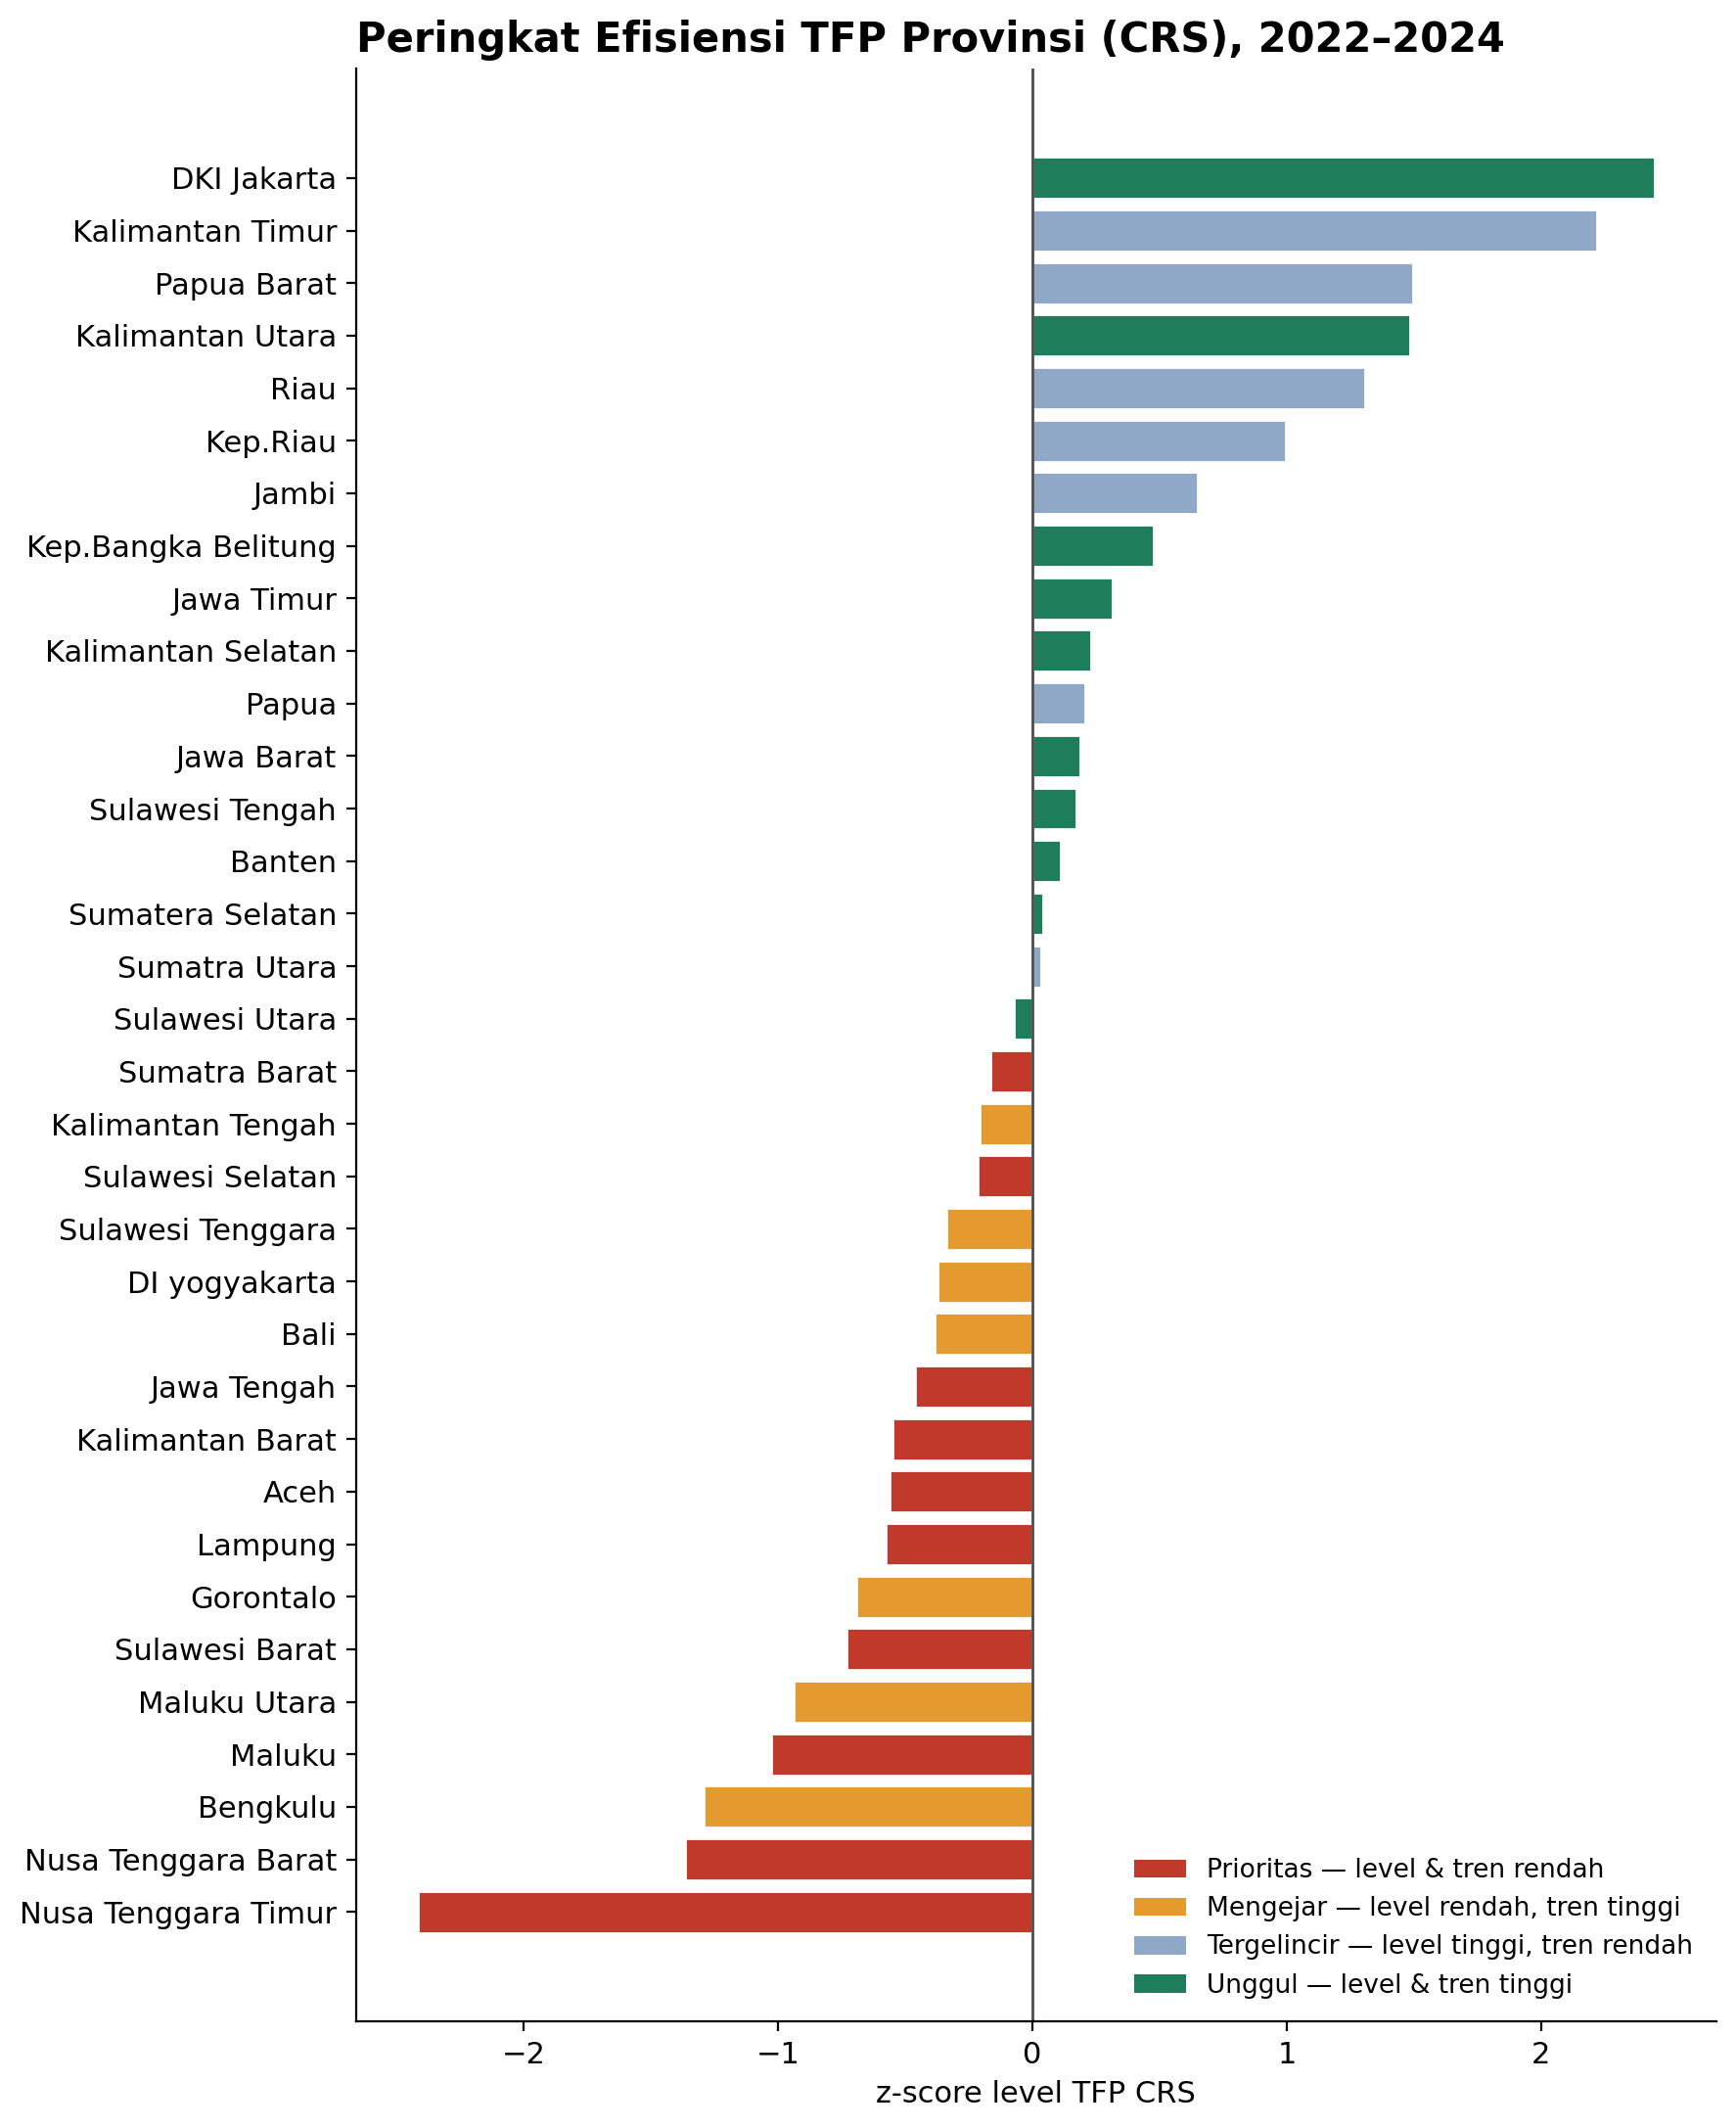 Peringkat Efisiensi TFP Provinsi (CRS), 2022–2024
DKI Jakarta
Kalimantan Timur
Papua Barat
Kalimantan Utara
Riau
Kep.Riau
Jambi
Kep.Bangka Belitung
Jawa Timur
Kalimantan Selatan
Papua
Jawa Barat
Sulawesi Tengah
Banten
Sumatera Selatan
Sumatra Utara
Sulawesi Utara
Sumatra Barat
Kalimantan Tengah
Sulawesi Selatan
Sulawesi Tenggara
DI yogyakarta
Bali
Jawa Tengah
Kalimantan Barat
Aceh
Lampung
Gorontalo
Sulawesi Barat
Maluku Utara
Maluku
Bengkulu
Nusa Tenggara Barat
Nusa Tenggara Timur
Prioritas — level & tren rendah
Mengejar — level rendah, tren tinggi
Tergelincir — level tinggi, tren rendah
Unggul — level & tren tinggi
−2 −1 0 1 2
z-score level TFP CRS